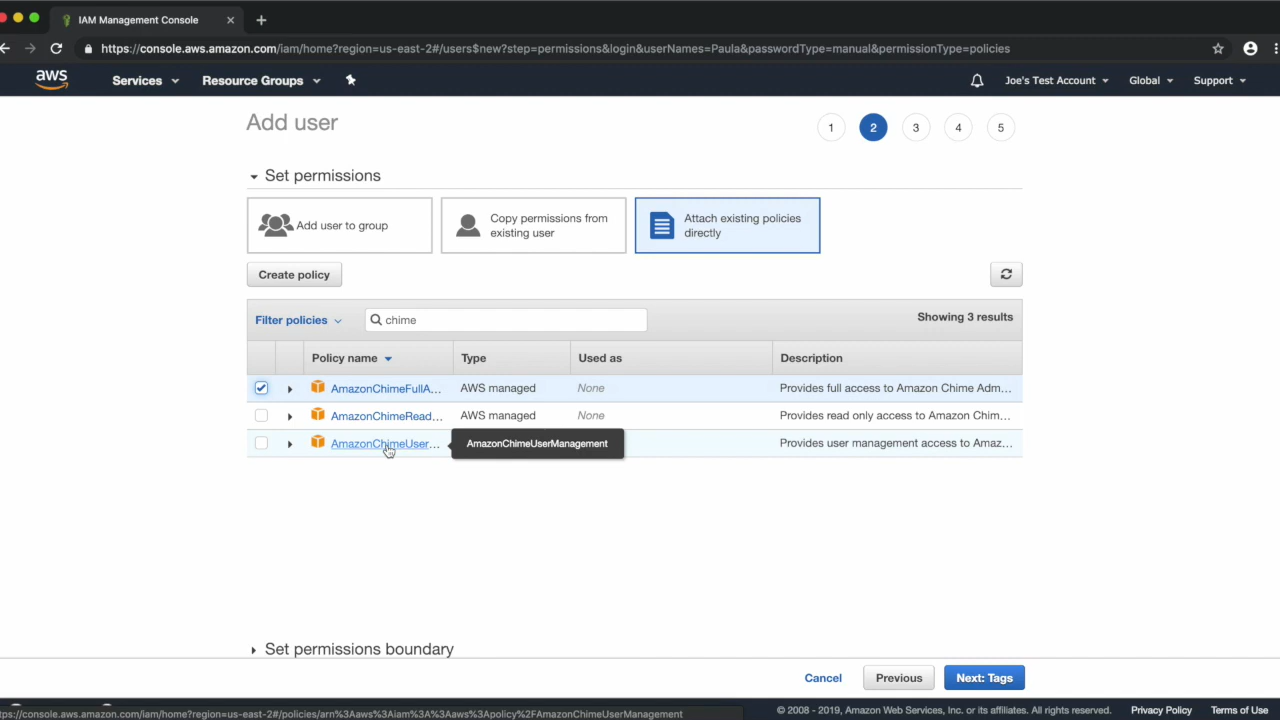 IAM Management Console
https://console.aws.amazon.com/iam/home?region=us-east-2#/users$new?step=permissions&login&userNames=Paula&passwordType=manual&permissionType=policies
aws Services Resource Groups Joe's Test Account Global Support
Add user
1 2 3 4 5
Set permissions
Add user to group
Copy permissions from existing user
Attach existing policies directly
Create policy
Filter policies chime Showing 3 results
Policy name Type Used as Description
AmazonChimeFullA... AWS managed None Provides full access to Amazon Chime Adm...
AmazonChimeRead... AWS managed None Provides read only access to Amazon Chim...
AmazonChimeUser... AmazonChimeUserManagement Provides user management access to Amaz...
Set permissions boundary
Cancel Previous Next: Tags
© 2008 - 2019, Amazon Web Services, Inc. or its affiliates. All rights reserved. Privacy Policy Terms of Use
tps://console.aws.amazon.com/iam/home?region=us-east-2#/policies/arn%3Aaws%3Aiam%3A%3Aaws%3Apolicy%2FAmazonChimeUserManagement